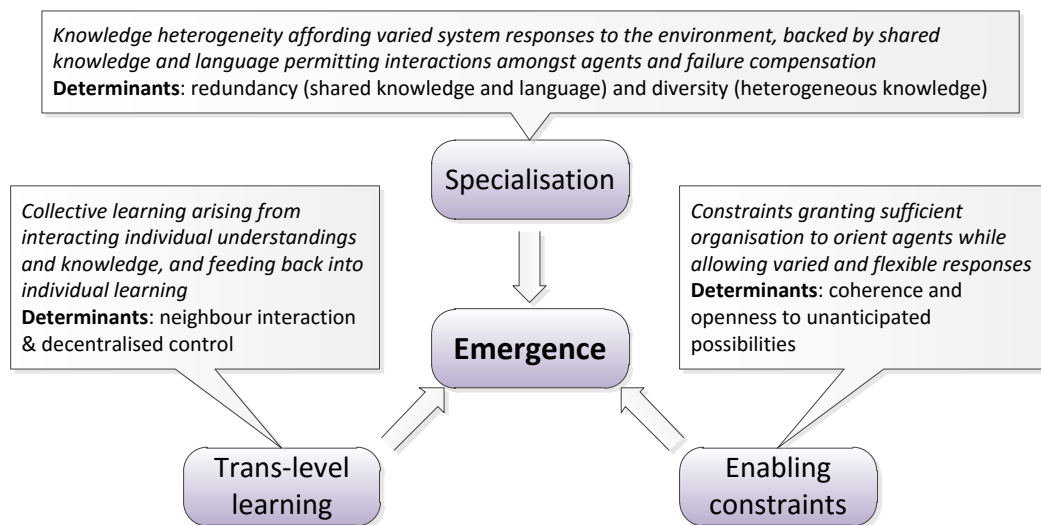 Knowledge heterogeneity affording varied system responses to the environment, backed by shared
knowledge and language permitting interactions amongst agents and failure compensation
Determinants: redundancy (shared knowledge and language) and diversity (heterogeneous knowledge)
Specialisation
Collective learning arising from
interacting individual understandings
and knowledge, and feeding back into
individual learning
Determinants: neighbour interaction
& decentralised control
Constraints granting sufficient
organisation to orient agents while
allowing varied and flexible responses
Determinants: coherence and
openness to unanticipated
possibilities
Emergence
Trans-level
learning
Enabling
constraints